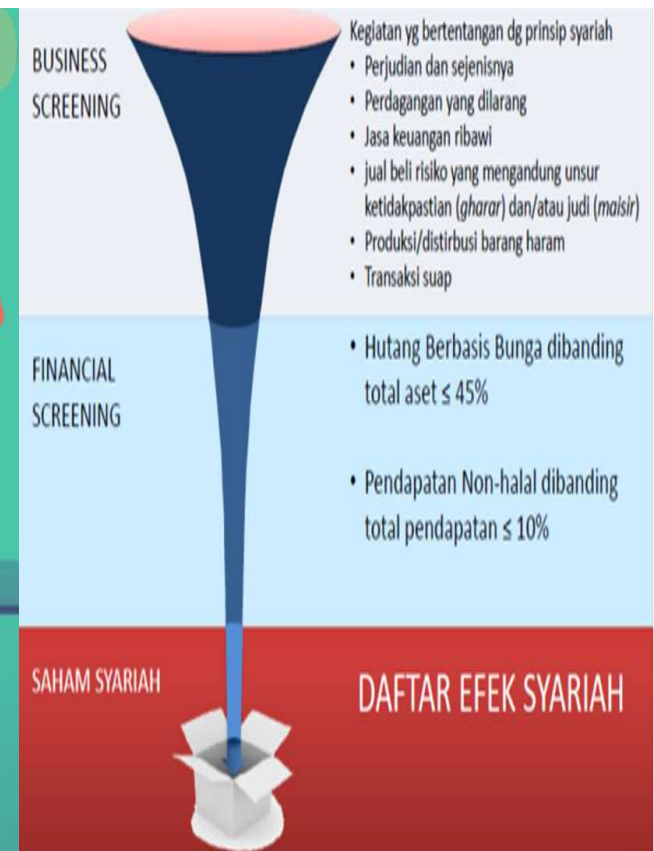 BUSINESS
SCREENING
Kegiatan yg bertentangan dg prinsip syariah
• Perjudian dan sejenisnya
• Perdagangan yang dilarang
• Jasa keuangan ribawi
• jual beli risiko yang mengandung unsur
ketidakpastian (gharar) dan/atau judi (maisir)
• Produksi/distirbusi barang haram
• Transaksi suap
FINANCIAL
SCREENING
• Hutang Berbasis Bunga dibanding
total aset ≤ 45%
• Pendapatan Non-halal dibanding
total pendapatan ≤ 10%
SAHAM SYARIAH
DAFTAR EFEK SYARIAH